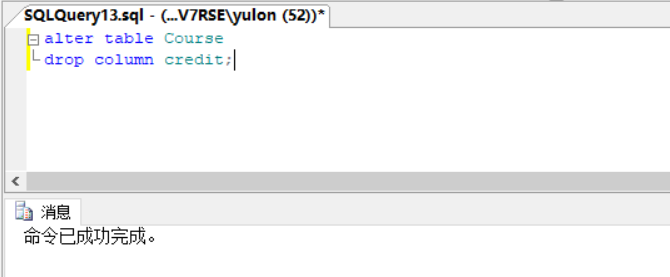 SQLQuery13.sql - (...V7RSE\yulon (52))*
alter table Course
drop column credit;
消息
命令已成功完成。